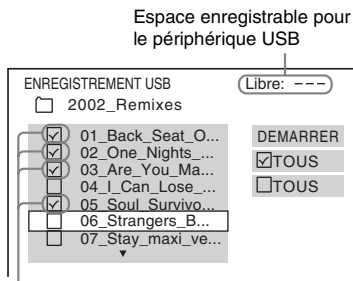 Espace enregistrable pour
le périphérique USB
ENREGISTREMENT USB
Libre: ---
2002_Remixes
01_Back_Seat_O...
02_One_Nights_...
03_Are_You_Ma...
04_I_Can_Lose_...
05_Soul_Survivo...
06_Strangers_B...
07_Stay_maxi_ve...
DEMARRER
TOUS
TOUS